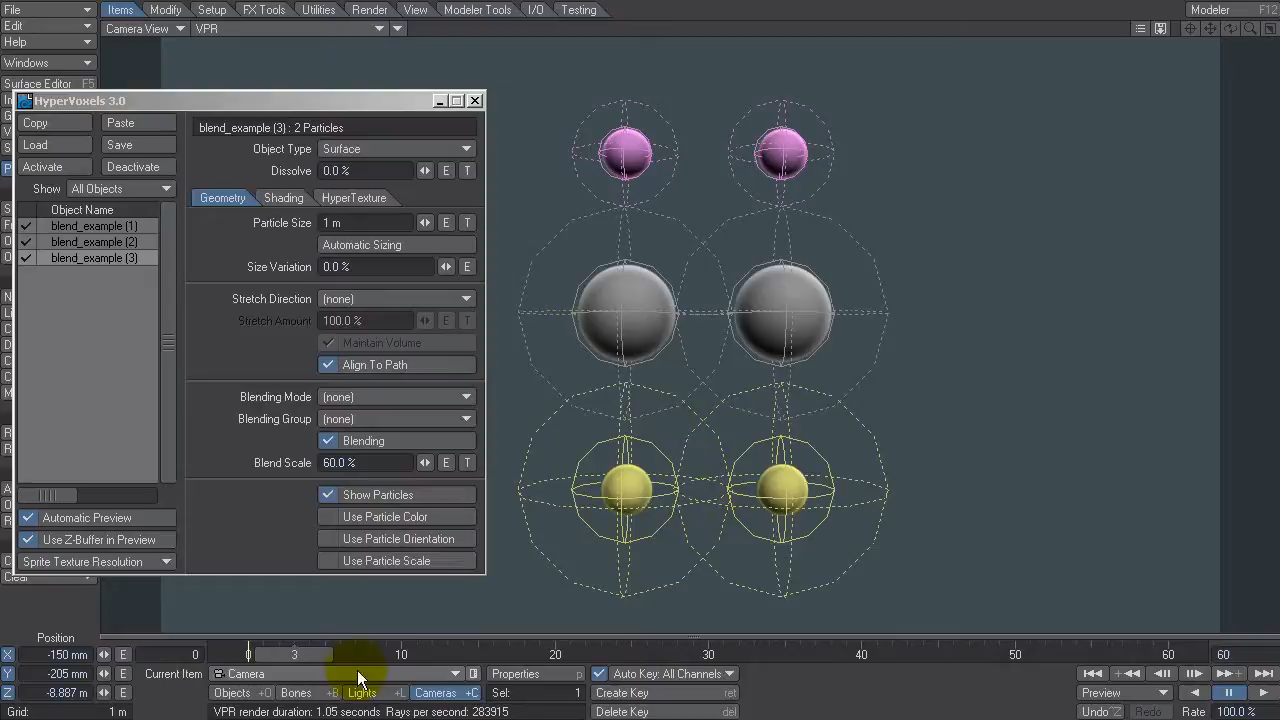 File Items Modify Setup FX Tools Utilities Render View Modeler Tools I/O Testing Modeler F12
Edit Camera View VPR
Help
Windows
Surface Editor F5
HyperVoxels 3.0
Copy Paste
Load Save
Activate Deactivate
Show All Objects
Object Name
blend_example (1)
blend_example (2)
blend_example (3)
Automatic Preview
Use Z-Buffer in Preview
Sprite Texture Resolution
Clear
blend_example (3) : 2 Particles
Object Type Surface
Dissolve 0.0 % E T
Geometry Shading HyperTexture
Particle Size 1 m E T
Automatic Sizing
Size Variation 0.0 % E
Stretch Direction (none)
Stretch Amount 100.0 % E T
Maintain Volume
Align To Path
Blending Mode (none)
Blending Group (none)
Blending
Blend Scale 60.0 % E T
Show Particles
Use Particle Color
Use Particle Orientation
Use Particle Scale
Position
X -150 mm E 0 0 3 10 20 30 40 50 60 60
Y -205 mm E Current Item Camera Properties p Auto Key: All Channels
Z -8.887 m E Objects +O Bones +B Lights +L Cameras +C Sel: 1 Create Key ret Preview
Grid: 1 m VPR render duration: 1.05 seconds Rays per second: 283915 Delete Key del Undo ^Z Redo Rate 100.0 %